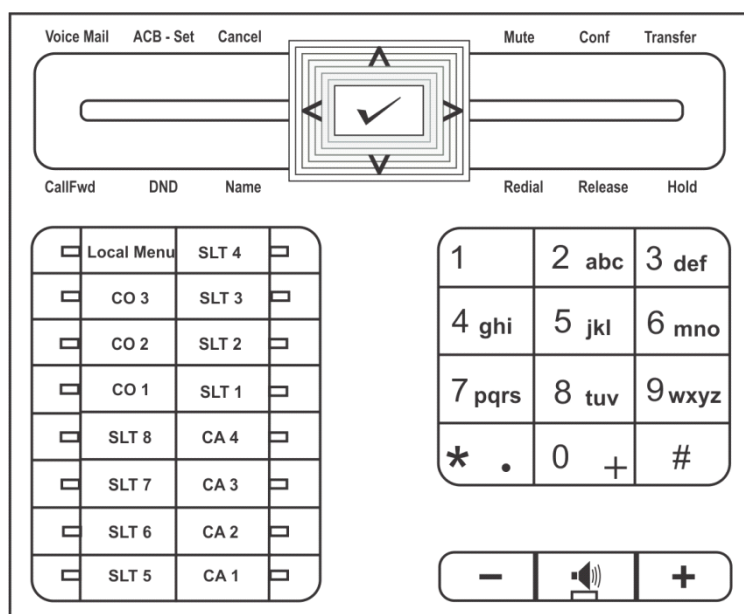 Voice Mail ACB - Set Cancel Mute Conf Transfer
CallFwd DND Name Redial Release Hold
Local Menu SLT 4
CO 3 SLT 3
CO 2 SLT 2
CO 1 SLT 1
SLT 8 CA 4
SLT 7 CA 3
SLT 6 CA 2
SLT 5 CA 1
1 2 abc 3 def
4 ghi 5 jkl 6 mno
7 pqrs 8 tuv 9 wxyz
* . 0 + #
- +